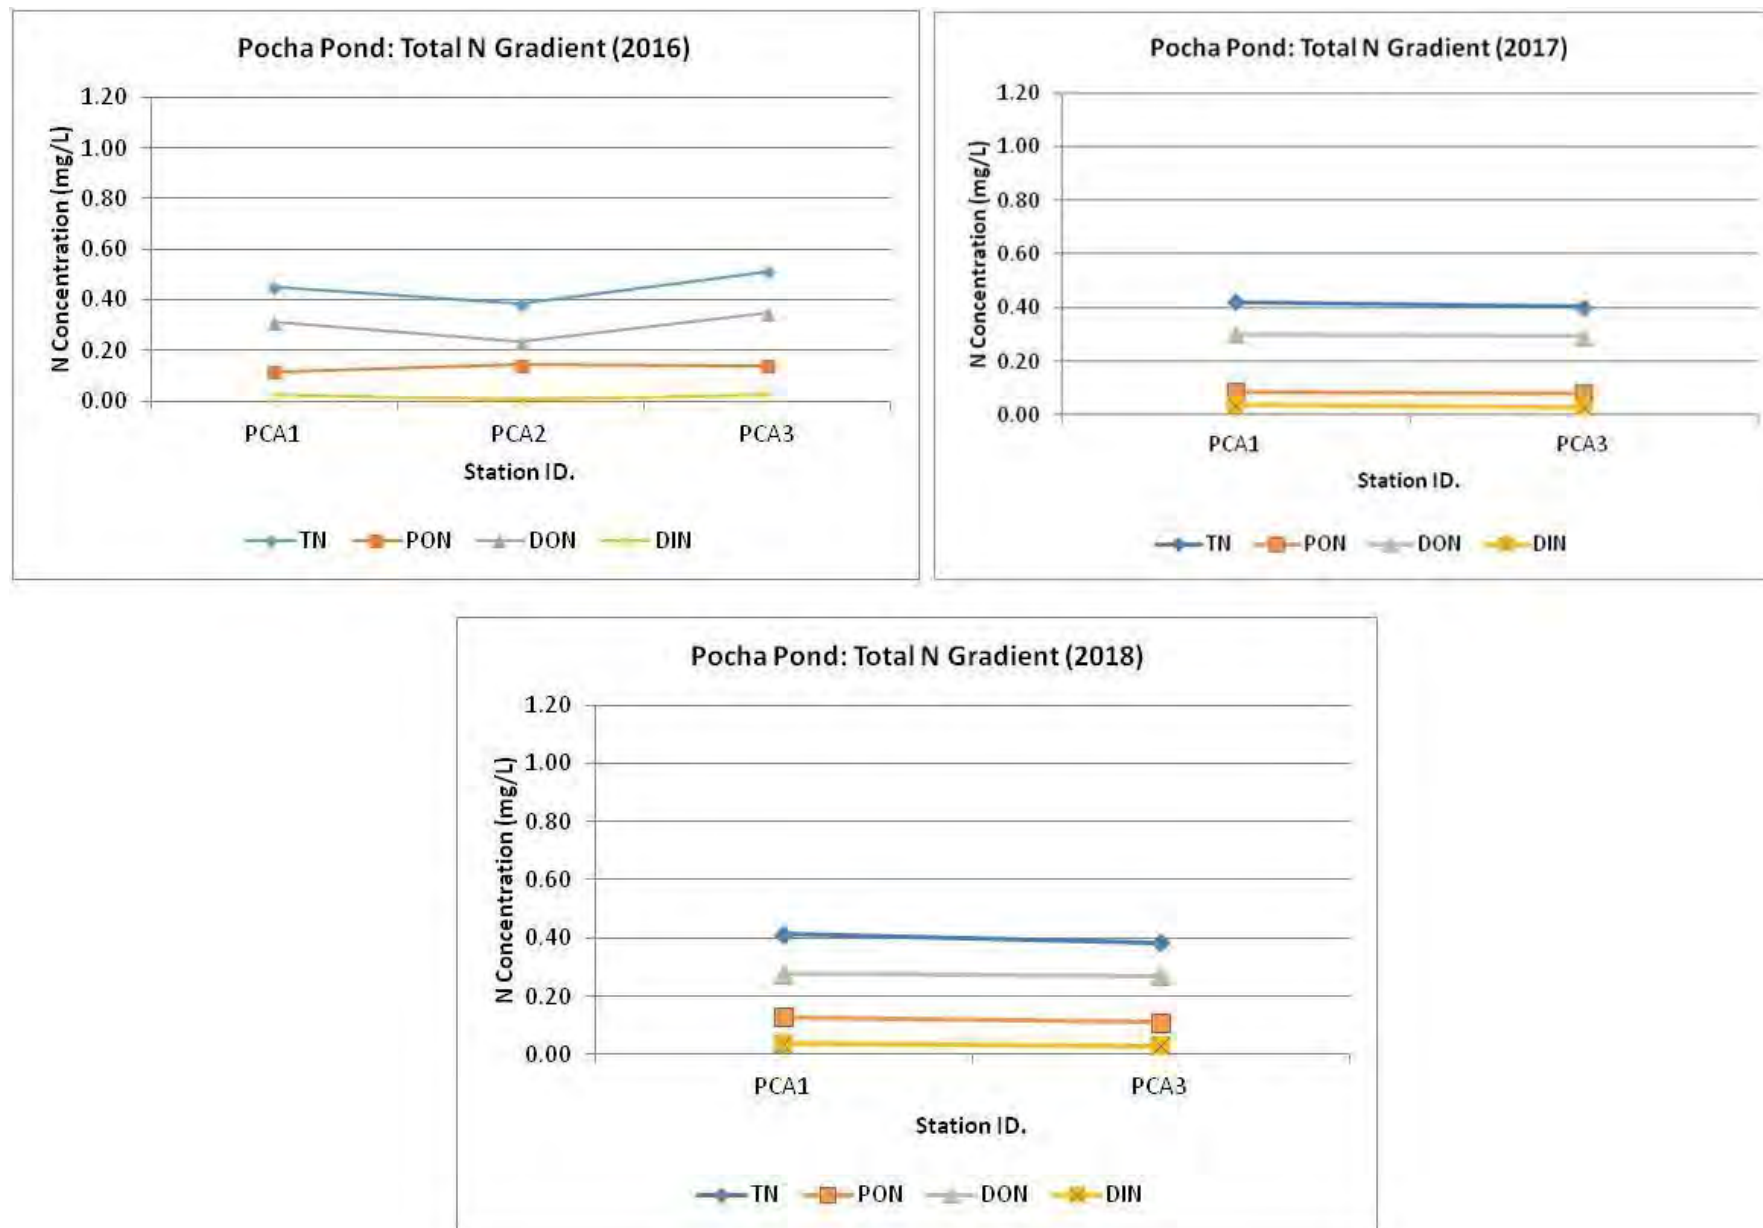 Pocha Pond: Total N Gradient (2016)
N Concentration (mg/L)
1.20
1.00
0.80
0.60
0.40
0.20
0.00
PCA1 PCA2 PCA3
Station ID.
TN PON DON DIN
Pocha Pond: Total N Gradient (2017)
N Concentration (mg/L)
1.20
1.00
0.80
0.60
0.40
0.20
0.00
PCA1 PCA3
Station ID.
TN PON DON DIN
Pocha Pond: Total N Gradient (2018)
N Concentration (mg/L)
1.20
1.00
0.80
0.60
0.40
0.20
0.00
PCA1 PCA3
Station ID.
TN PON DON DIN